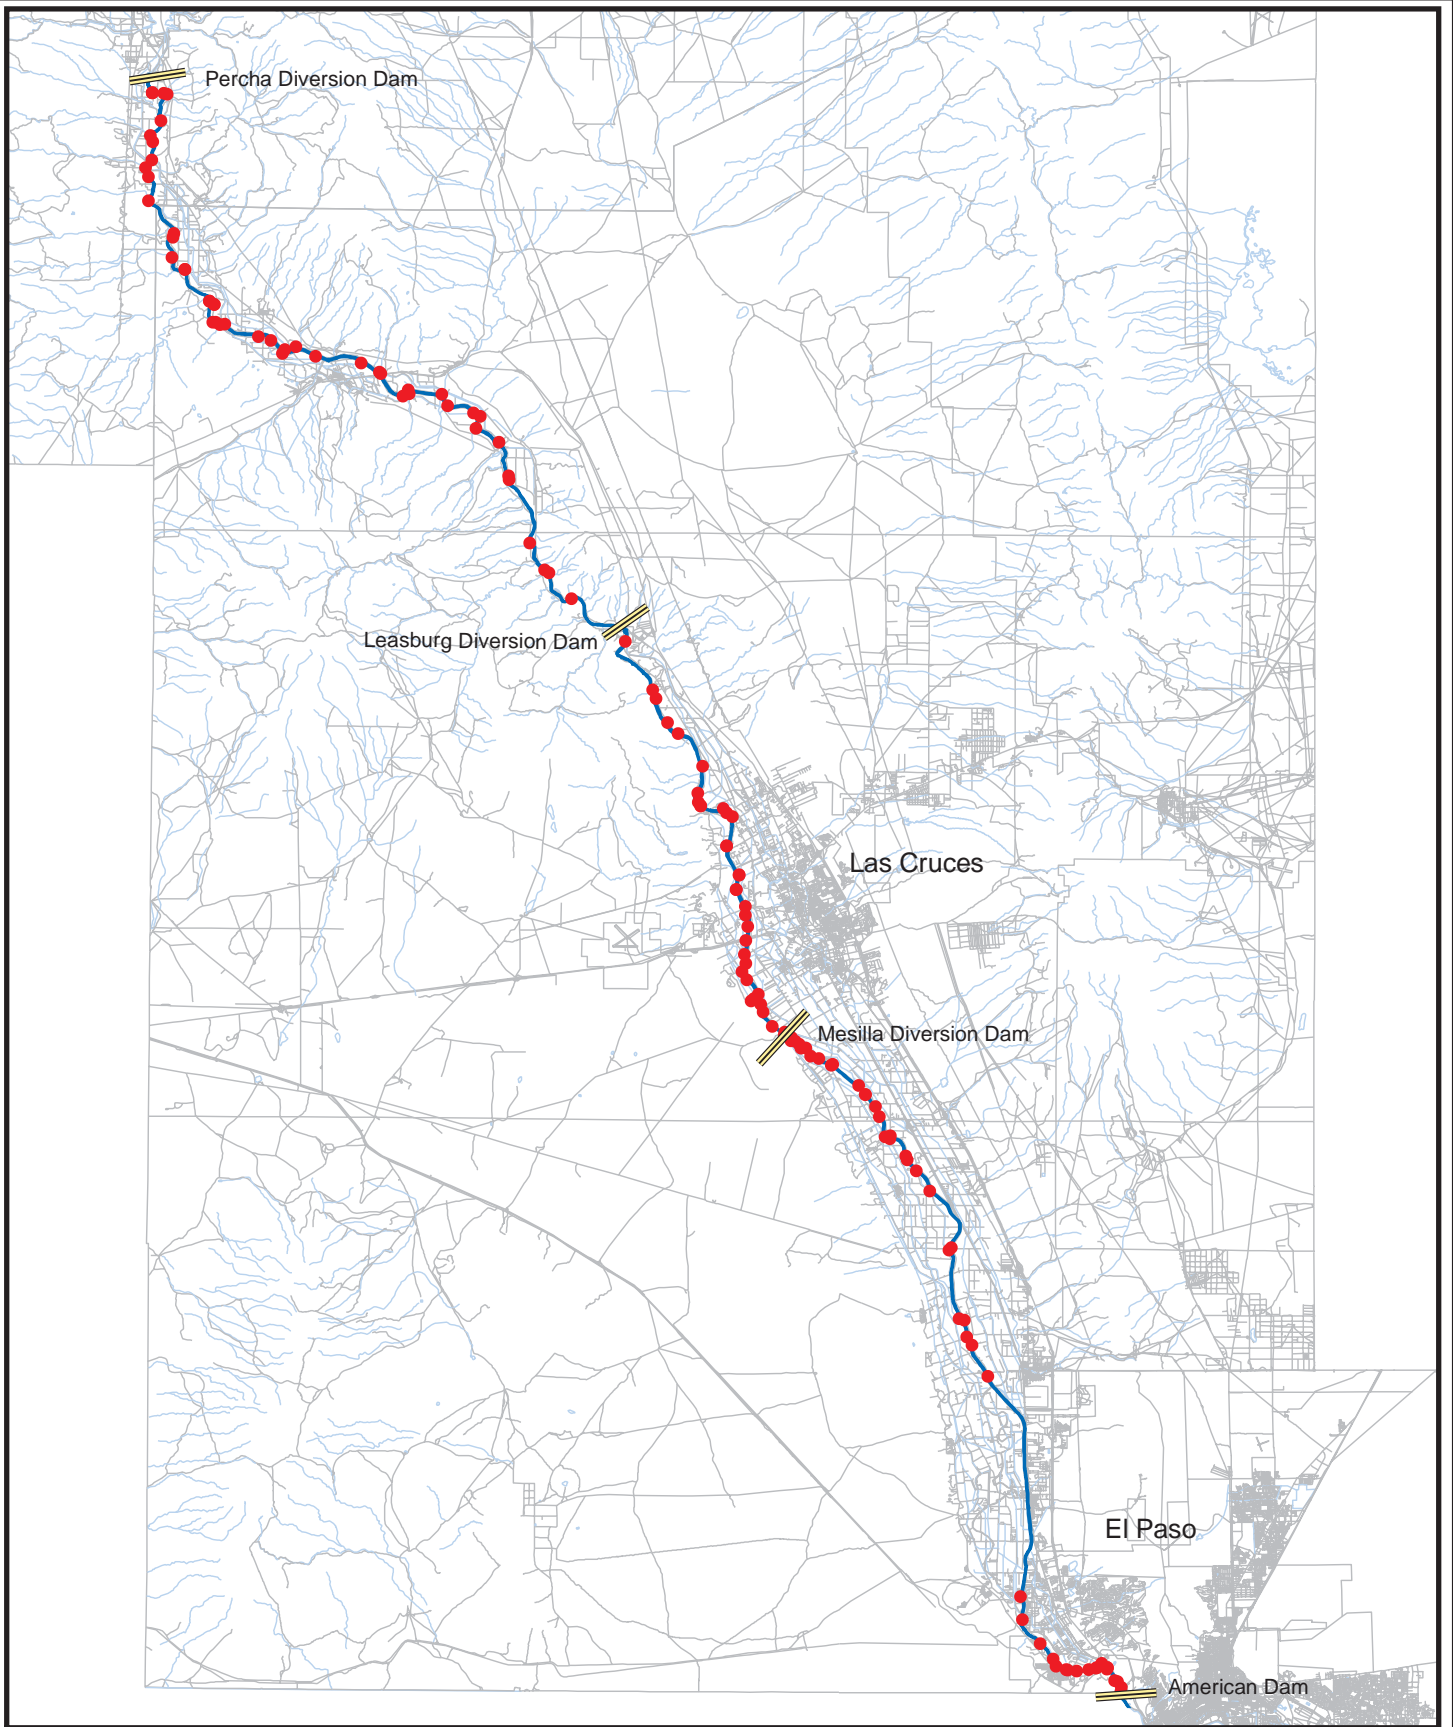 Percha Diversion Dam
Leasburg Diversion Dam
Las Cruces
Mesilla Diversion Dam
El Paso
American Dam